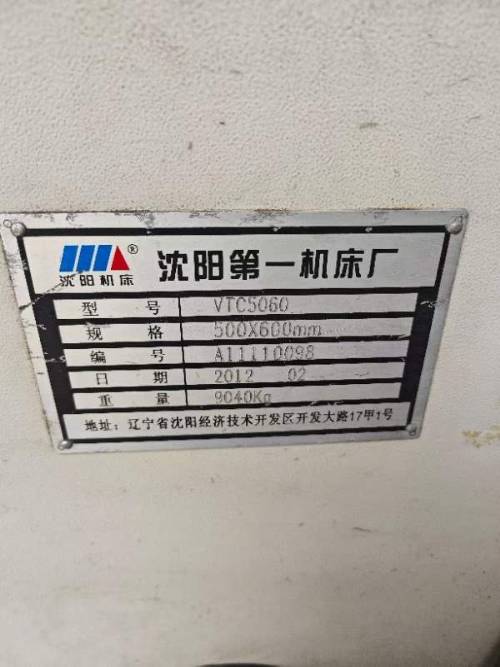 沈阳机床® 沈阳第一机床厂
型 号 VTC5060
规 格 500X600mm
编 号 A11110098
日 期 2012 02
重 量 9040Kg
地址：辽宁省沈阳经济技术开发区开发大路17甲1号